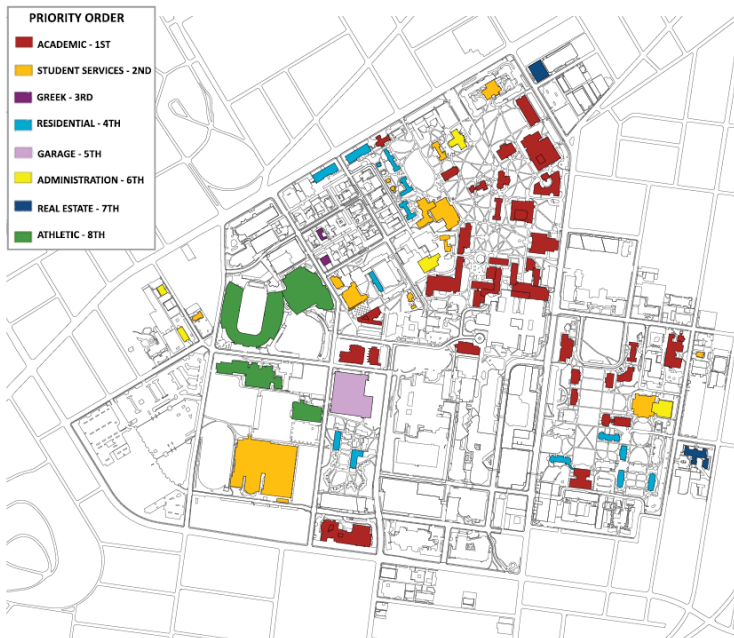 PRIORITY ORDER
ACADEMIC - 1ST
STUDENT SERVICES - 2ND
GREEK - 3RD
RESIDENTIAL - 4TH
GARAGE - 5TH
ADMINISTRATION - 6TH
REAL ESTATE - 7TH
ATHLETIC - 8TH